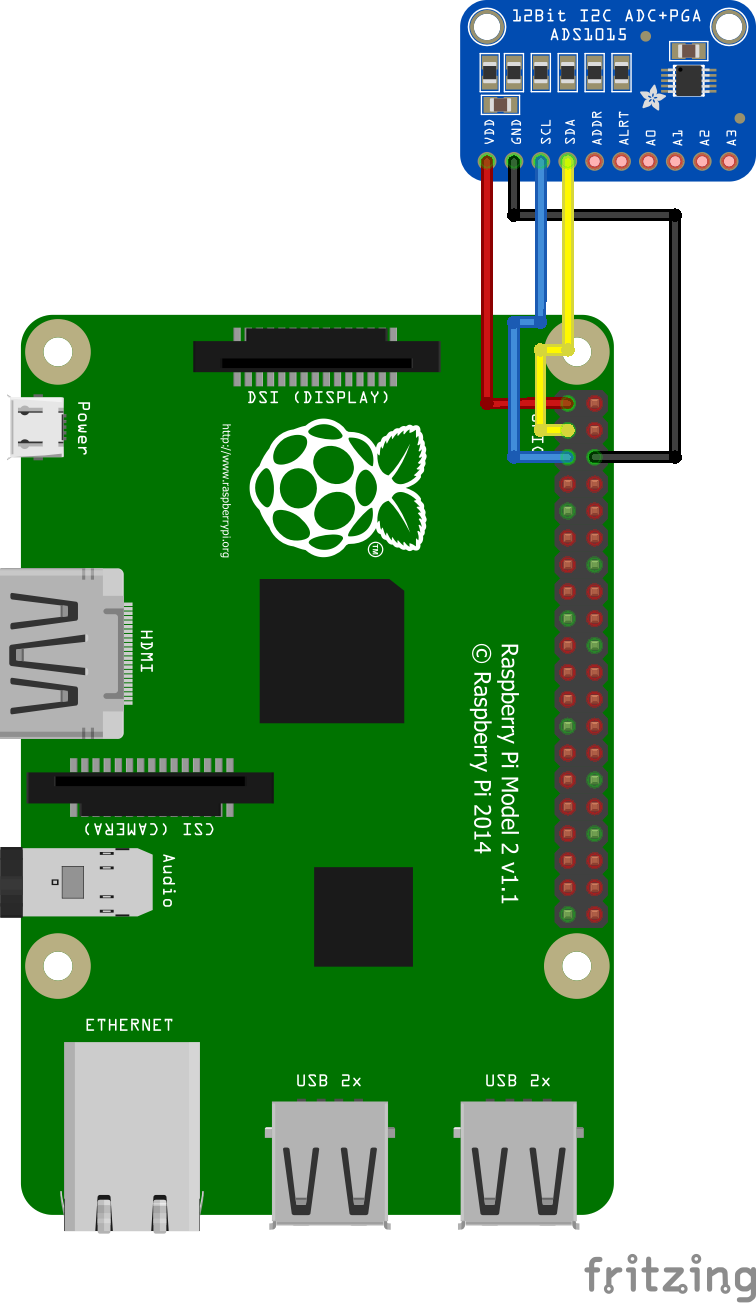 12Bit I2C ADC+PGA
ADS1015
VDD
GND
SCL
SDA
ADDR
ALRT
A0
A1
A2
A3
DSI (DISPLAY)
Power
http://www.raspberrypi.org
TM
HDMI
Raspberry Pi Model 2 v1.1
© Raspberry Pi 2014
CSI (CAMERA)
Audio
ETHERNET
USB 2x
USB 2x
fritzing